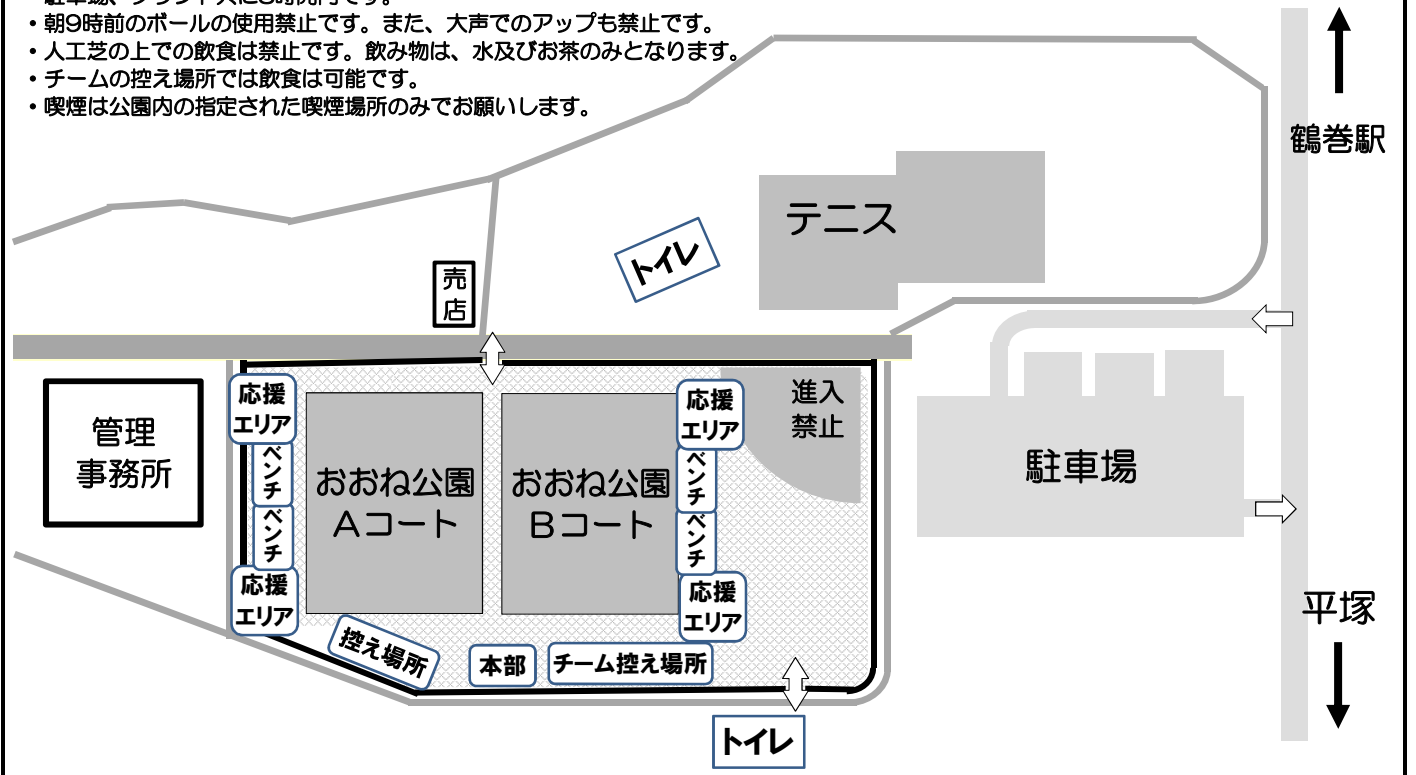 ・朝9時前のボールの使用禁止です。また、大声でのアップも禁止です。
・人工芝の上での飲食は禁止です。飲み物は、水及びお茶のみとなります。
・チームの控え場所では飲食は可能です。
・喫煙は公園内の指定された喫煙場所のみでお願いします。
鶴巻駅
テニス
トイレ
売
店
応援
エリア
応援
エリア
進入
禁止
管理
事務所
ベンチ
ベンチ
おおね公園
Aコート
おおね公園
Bコート
駐車場
ベンチ
ベンチ
応援
エリア
応援
エリア
平塚
控え場所
本部
チーム控え場所
トイレ